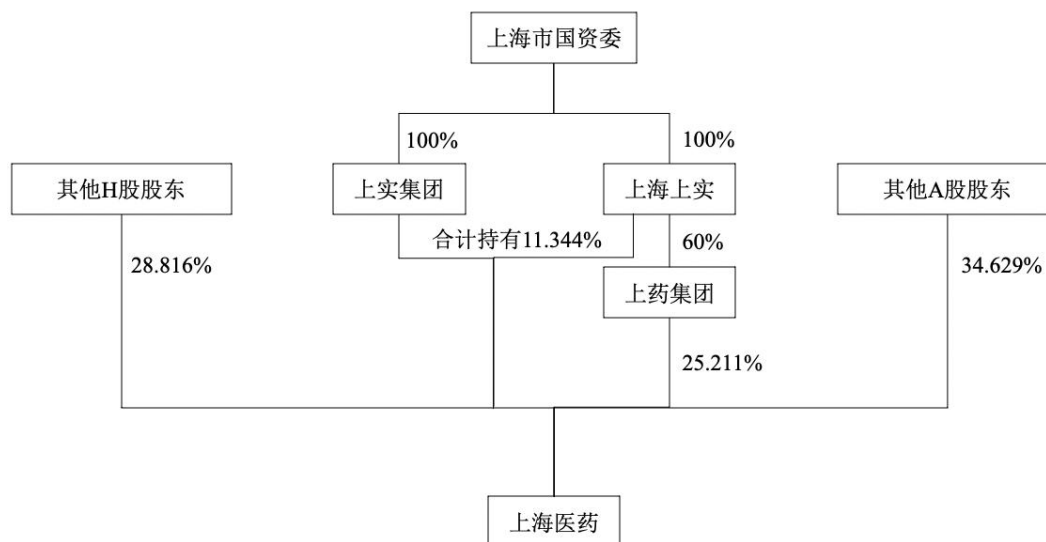 上海市国资委
100%
100%
其他H股股东
上实集团
上海上实
其他A股股东
合计持有11.344%
60%
28.816%
34.629%
上药集团
25.211%
上海医药